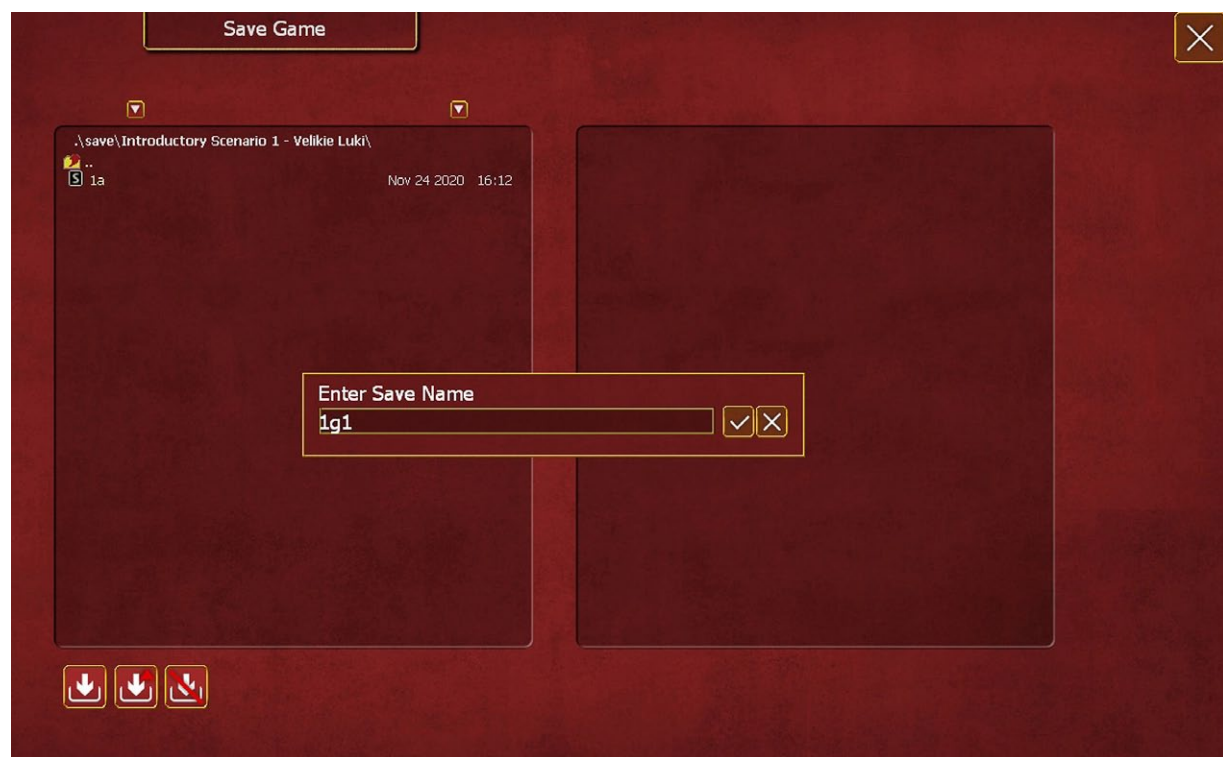 Save Game
.\save\Introductory Scenario 1 - Velikie Luki\
..
S 1a Nov 24 2020 16:12
Enter Save Name
1g1